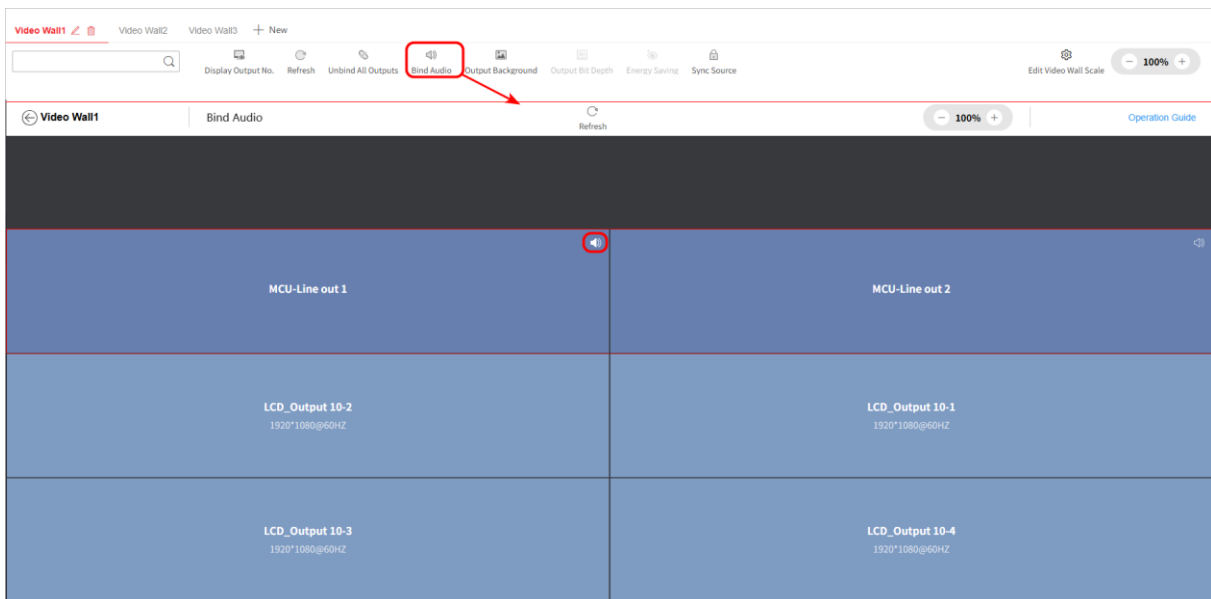 Video Wall1 Video Wall2 Video Wall3 New
Display Output No. Refresh Unbind All Outputs Bind Audio Output Background Output Bit Depth Energy Saving Sync Source Edit Video Wall Scale − 100% +
Video Wall1 Bind Audio Refresh − 100% + Operation Guide
MCU-Line out 1 MCU-Line out 2
LCD_Output 10-2 LCD_Output 10-1
1920*1080@60HZ 1920*1080@60HZ
LCD_Output 10-3 LCD_Output 10-4
1920*1080@60HZ 1920*1080@60HZ